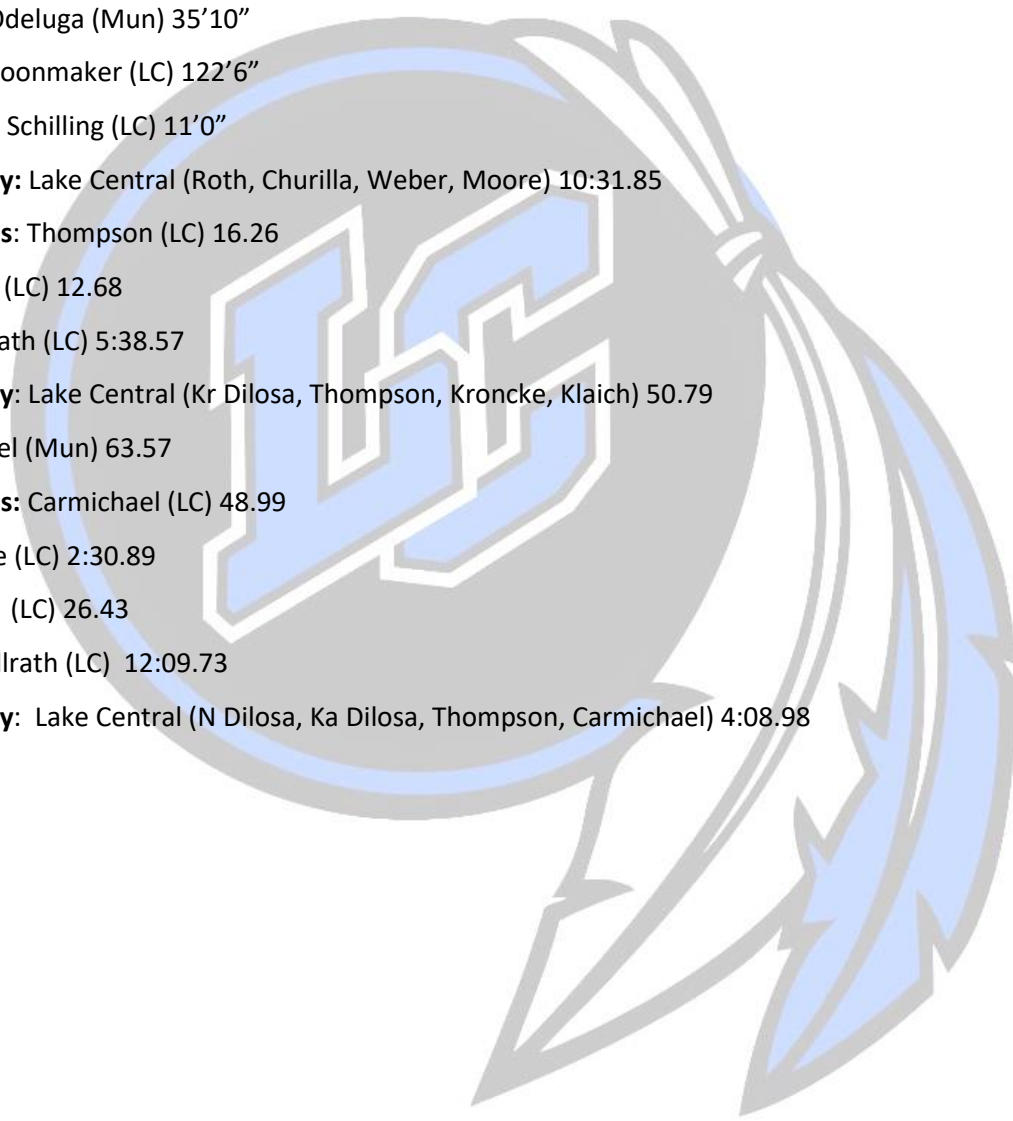 Odeluga (Mun) 35’10”
oonmaker (LC) 122’6”
Schilling (LC) 11’0”
y: Lake Central (Roth, Churilla, Weber, Moore) 10:31.85
s: Thompson (LC) 16.26
(LC) 12.68
ath (LC) 5:38.57
y: Lake Central (Kr Dilosa, Thompson, Kroncke, Klaich) 50.79
el (Mun) 63.57
s: Carmichael (LC) 48.99
e (LC) 2:30.89
(LC) 26.43
lrath (LC) 12:09.73
y: Lake Central (N Dilosa, Ka Dilosa, Thompson, Carmichael) 4:08.98
LC